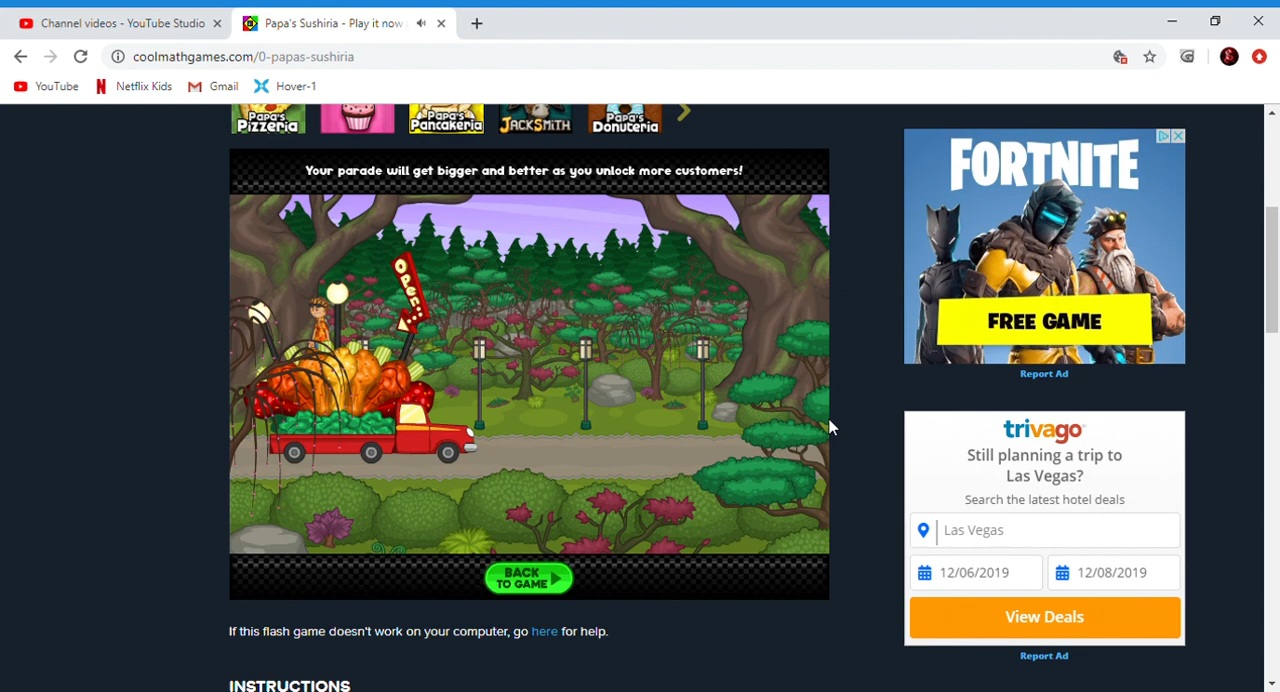 Channel videos - YouTube Studio
Papa's Sushiria - Play it now
coolmathgames.com/0-papas-sushiria
YouTube
Netflix Kids
Gmail
Hover-1
Papa's Pizzeria
Papa's Pancakeria
JACKSMITH
Papa's Donuteria
Your parade will get bigger and better as you unlock more customers!
OPEN
BACK
TO GAME
If this flash game doesn't work on your computer, go here for help.
INSTRUCTIONS
FORTNITE
FREE GAME
Report Ad
trivago
Still planning a trip to
Las Vegas?
Search the latest hotel deals
Las Vegas
12/06/2019
12/08/2019
View Deals
Report Ad